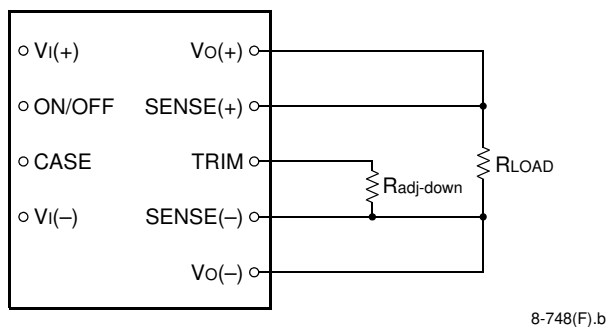 VI(+)
VO(+)
ON/OFF
SENSE(+)
CASE
TRIM
RLOAD
Radj-down
VI(–)
SENSE(–)
VO(–)
8-748(F).b